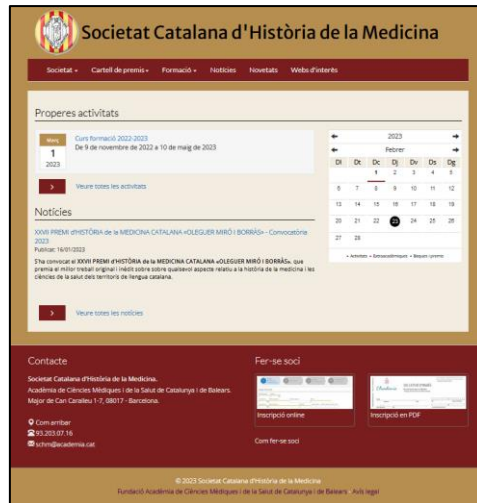 Societat Catalana d'Història de la Medicina
Societat Cartell de premis Formació Notícies Novetats Webs d'interès
Properes activitats
Març
1
2023
Curs formació 2022-2023
De 9 de novembre de 2022 a 10 de maig de 2023
Veure totes les activitats
2023
Febrer
Dl Dt Dc Dj Dv Ds Dg
1 2 3 4 5
6 7 8 9 10 11 12
13 14 15 16 17 18 19
20 21 22 23 24 25 26
27 28
• Activitats • Extraacadèmiques • Beques i premis
Notícies
XXVII PREMI d'HISTÒRIA de la MEDICINA CATALANA «OLEGUER MIRÓ I BORRÀS» - Convocatòria
2023
Publicat: 16/01/2023
S'ha convocat el XXVII PREMI d'HISTÒRIA de la MEDICINA CATALANA «OLEGUER MIRÓ I BORRÀS», que
premia el millor treball original i inèdit sobre sobre qualsevol aspecte relatiu a la història de la medicina i les
ciències de la salut dels territoris de llengua catalana.
Veure totes les notícies
Contacte
Societat Catalana d'Història de la Medicina.
Acadèmia de Ciències Mèdiques i de la Salut de Catalunya i de Balears.
Major de Can Caralleu 1-7, 08017 - Barcelona.
Com arribar
93.203.07.16
schm@academia.cat
Fer-se soci
Inscripció online
Inscripció en PDF
Com fer-se soci
© 2023 Societat Catalana d'Història de la Medicina
Fundació Acadèmia de Ciències Mèdiques i de la Salut de Catalunya i de Balears Avís legal